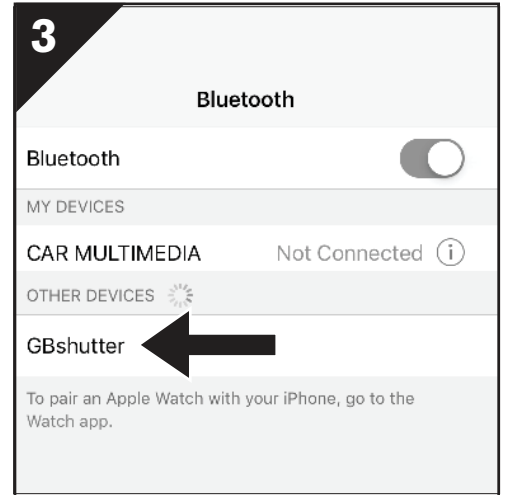 3
Bluetooth
Bluetooth
MY DEVICES
CAR MULTIMEDIA Not Connected i
OTHER DEVICES
GBshutter
To pair an Apple Watch with your iPhone, go to the
Watch app.